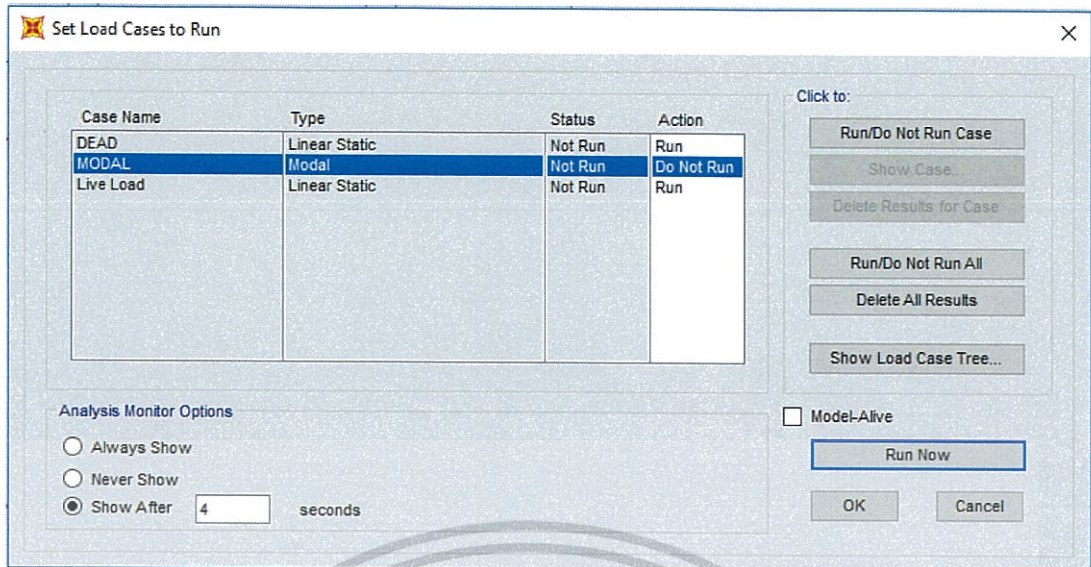 Set Load Cases to Run
Click to:
Case Name Type Status Action
DEAD Linear Static Not Run Run
MODAL Modal Not Run Do Not Run
Live Load Linear Static Not Run Run
Run/Do Not Run Case
Show Case...
Delete Results for Case
Run/Do Not Run All
Delete All Results
Show Load Case Tree...
Analysis Monitor Options
Always Show
Never Show
Show After 4 seconds
Model-Alive
Run Now
OK Cancel